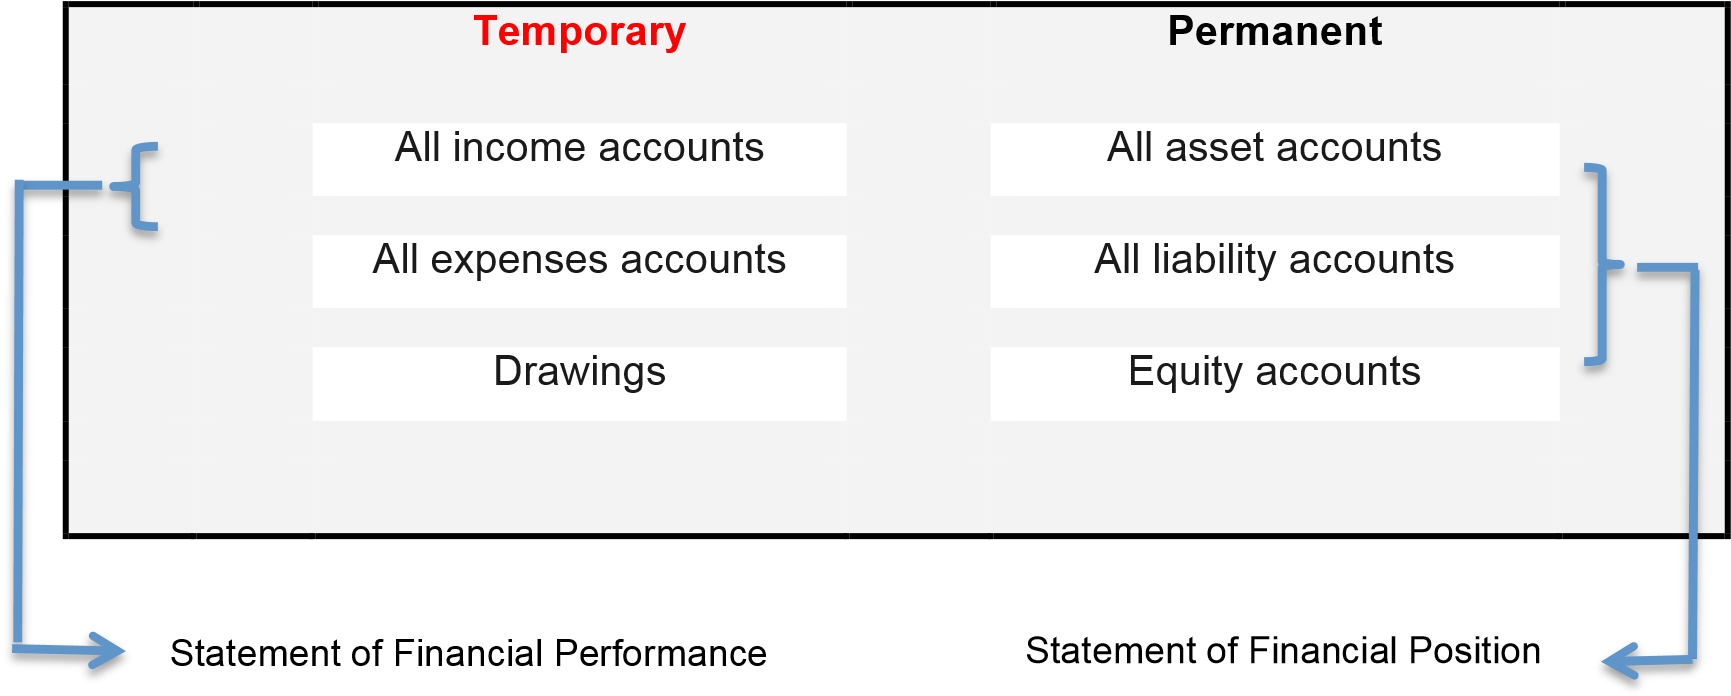 Temporary
Permanent
All income accounts
All asset accounts
All expenses accounts
All liability accounts
Drawings
Equity accounts
Statement of Financial Performance
Statement of Financial Position